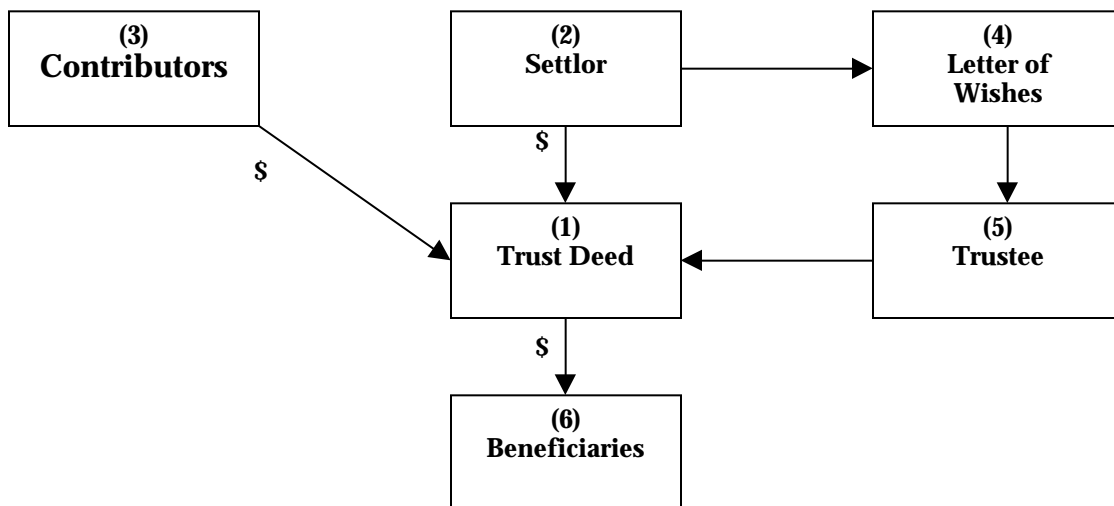 (3)
Contributors
(2)
Settlor
(4)
Letter of
Wishes
$
$
(1)
Trust Deed
(5)
Trustee
$
(6)
Beneficiaries